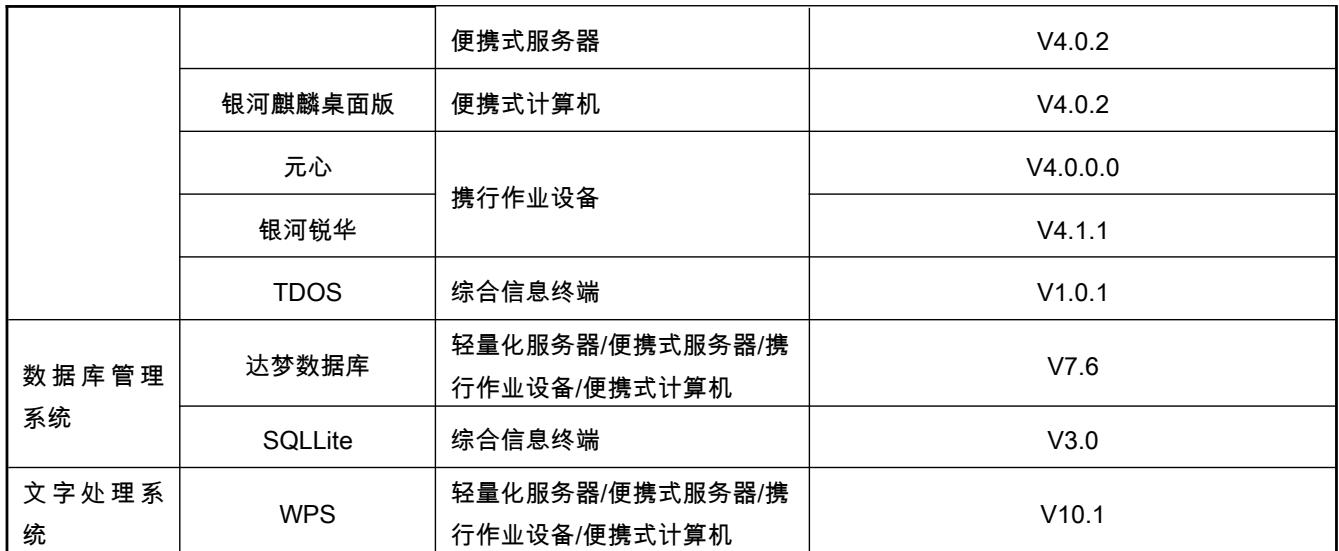 便携式服务器 V4.0.2
银河麒麟桌面版 便携式计算机 V4.0.2
元心 携行作业设备 V4.0.0.0
银河锐华 V4.1.1
TDOS 综合信息终端 V1.0.1
数据库管理
系统
达梦数据库
轻量化服务器/便携式服务器/携
行作业设备/便携式计算机
V7.6
SQLLite 综合信息终端 V3.0
文字处理系
统
WPS
轻量化服务器/便携式服务器/携
行作业设备/便携式计算机
V10.1